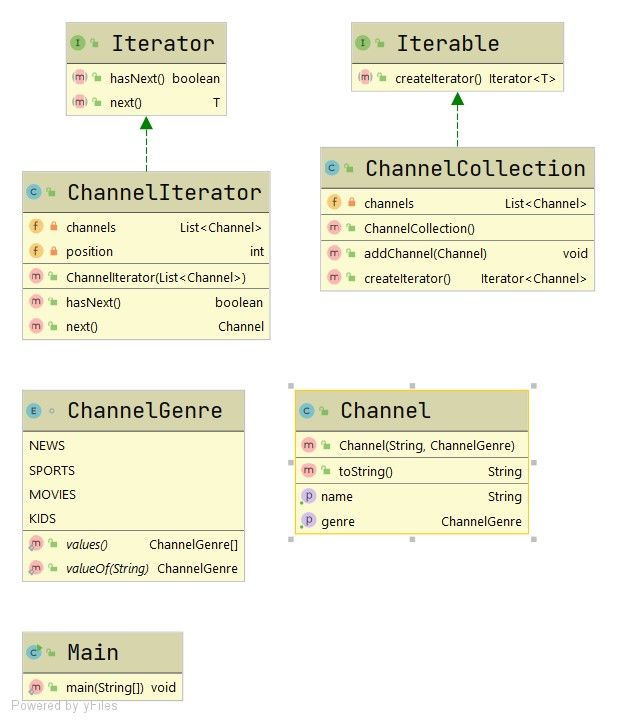 Iterator
hasNext() boolean
next() T
Iterable
createIterator() Iterator<T>
ChannelIterator
channels List<Channel>
position int
ChannelIterator(List<Channel>)
hasNext() boolean
next() Channel
ChannelCollection
channels List<Channel>
ChannelCollection()
addChannel(Channel) void
createIterator() Iterator<Channel>
ChannelGenre
NEWS
SPORTS
MOVIES
KIDS
values() ChannelGenre[]
valueOf(String) ChannelGenre
Channel
Channel(String, ChannelGenre)
toString() String
name String
genre ChannelGenre
Main
main(String[]) void
Powered by yFiles